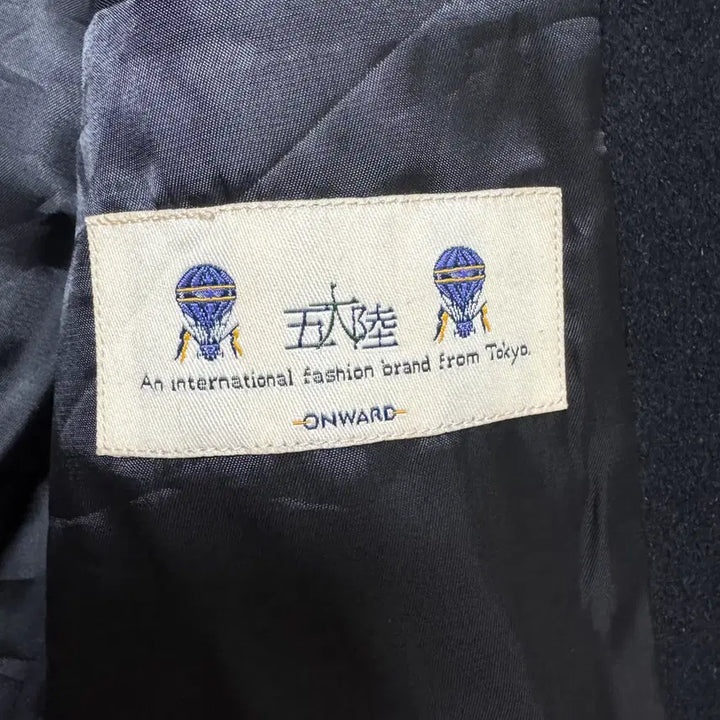 五大陸
An international fashion brand from Tokyo.
ONWARD